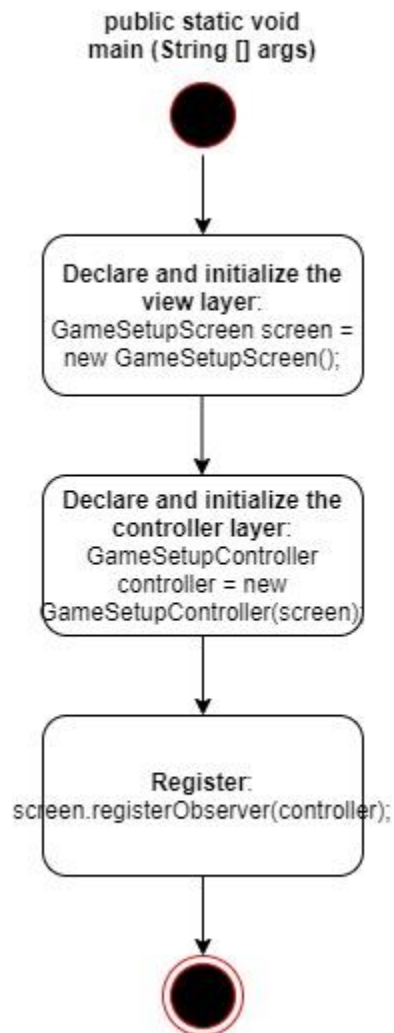 public static void
main (String [] args)
Declare and initialize the
view layer:
GameSetupScreen screen =
new GameSetupScreen();
Declare and initialize the
controller layer:
GameSetupController
controller = new
GameSetupController(screen);
Register:
screen.registerObserver(controller);